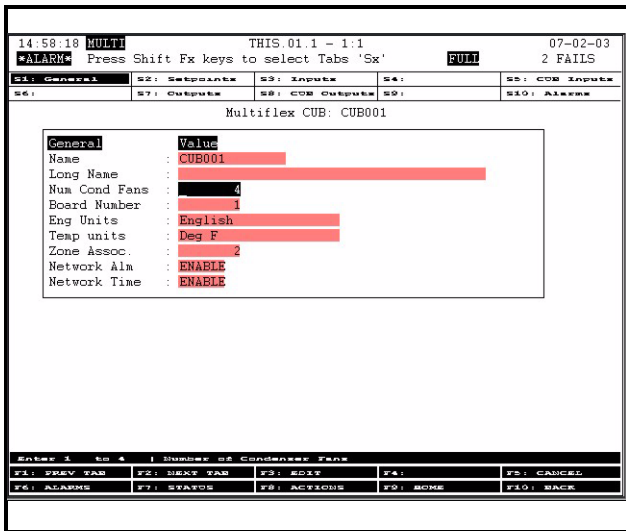 14:58:18 MULTI THIS.01.1 - 1:1 07-02-03
*ALARM* Press Shift Fx keys to select Tabs 'Sx' FULL 2 FAILS
S1: General S2: Setpoints S3: Inputs S4: S5: CUB Inputs
S6: S7: Outputs S8: CUB Outputs S9: S10: Alarms
Multiflex CUB: CUB001
General Value
Name : CUB001
Long Name :
Num Cond Fans : 4
Board Number : 1
Eng Units : English
Temp units : Deg F
Zone Assoc. : 2
Network Alm : ENABLE
Network Time : ENABLE
Enter 1 to 4 | Number of Condenser Fans
F1: PREV TAB F2: NEXT TAB F3: EDIT F4: F5: CANCEL
F6: ALARMS F7: STATUS F8: ACTIONS F9: HOME F10: BACK